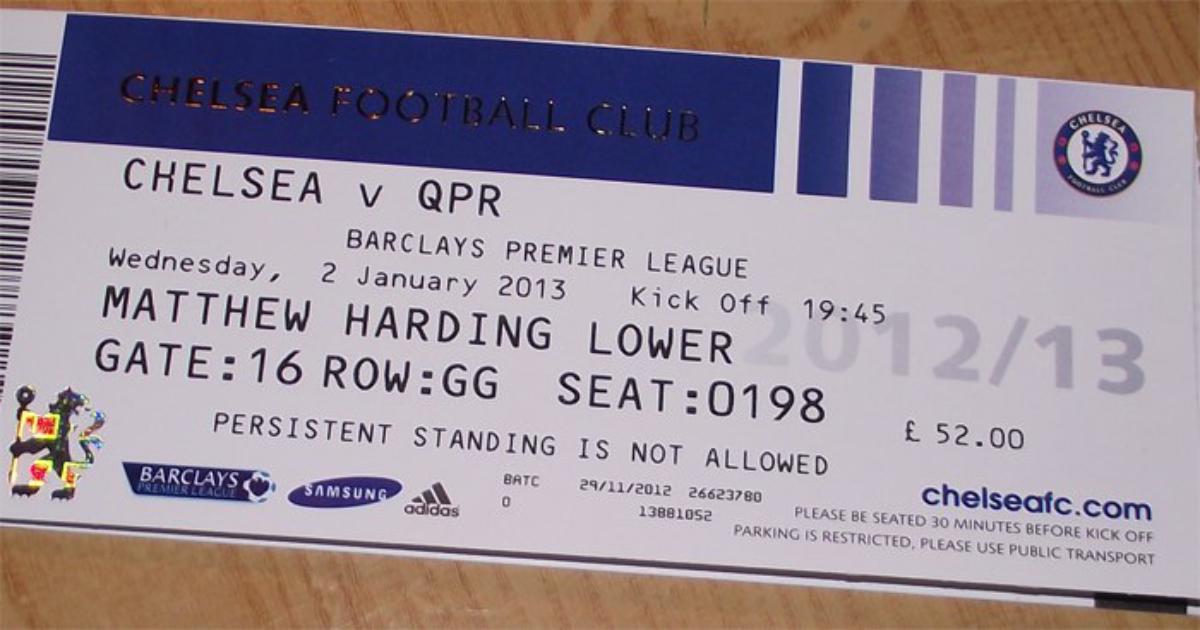 CHELSEA FOOTBALL CLUB
CHELSEA FOOTBALL CLUB
CHELSEA v QPR
BARCLAYS PREMIER LEAGUE
Wednesday, 2 January 2013 Kick Off 19:45
2012/13
MATTHEW HARDING LOWER
GATE:16 ROW:GG SEAT:0198
£ 52.00
PERSISTENT STANDING IS NOT ALLOWED
BARCLAYS
PREMIER LEAGUE
SAMSUNG
adidas
BATC 29/11/2012 26623780
0 13881052
chelseafc.com
PLEASE BE SEATED 30 MINUTES BEFORE KICK OFF
PARKING IS RESTRICTED, PLEASE USE PUBLIC TRANSPORT